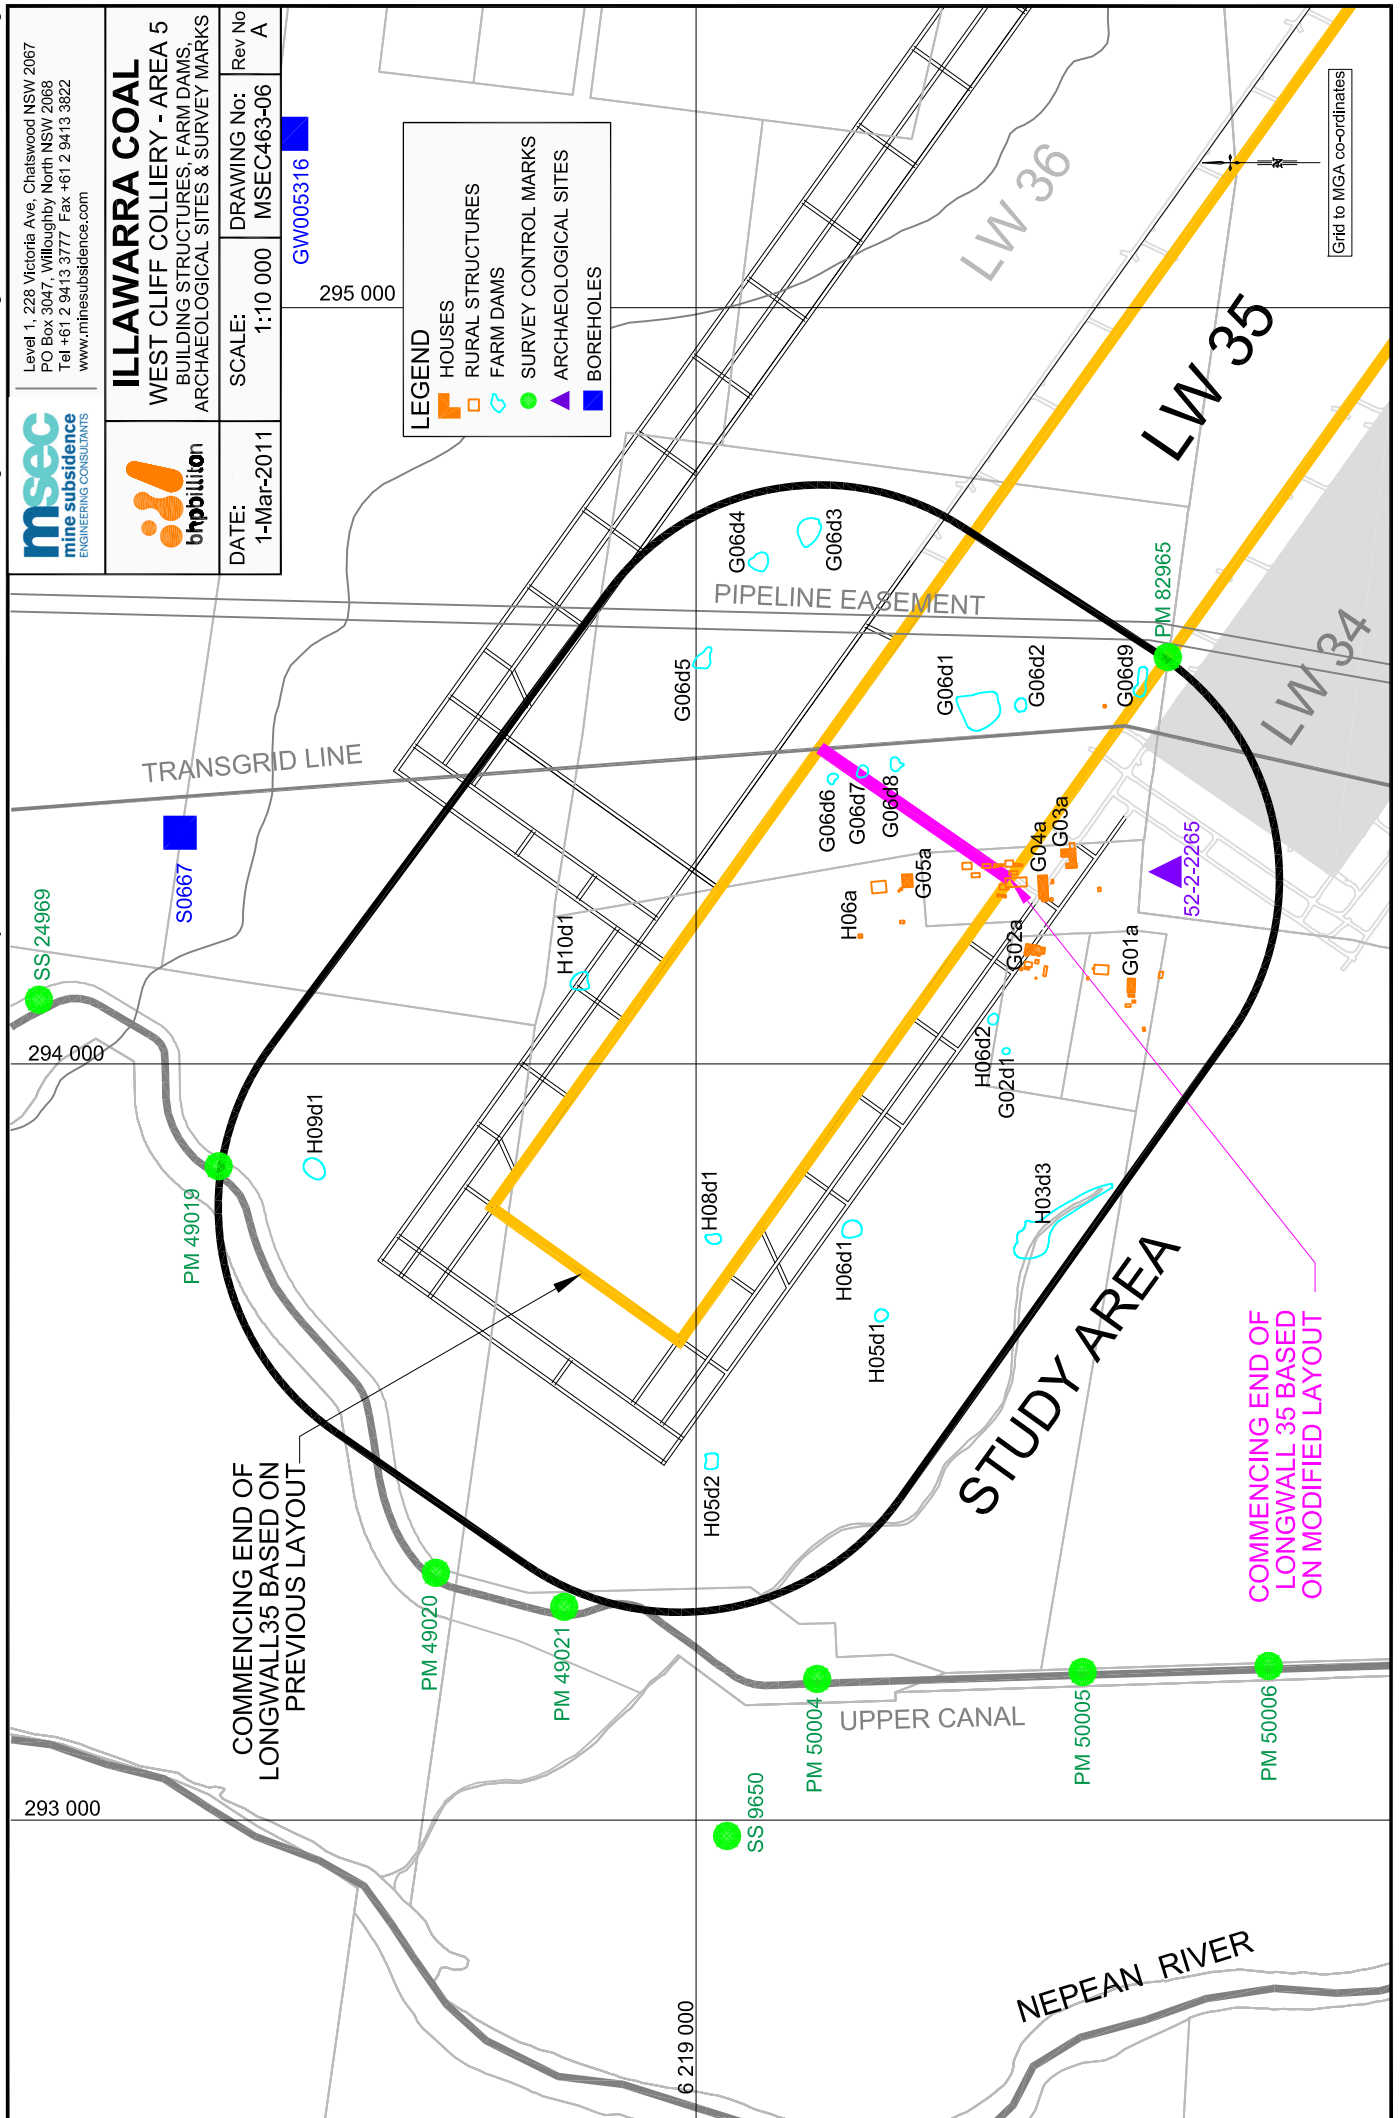 msec
mine subsidence
ENGINEERING CONSULTANTS
Level 1, 228 Victoria Ave, Chatswood NSW 2067
PO Box 3047, Willoughby North NSW 2068
Tel +61 2 9413 3777 Fax +61 2 9413 3822
www.minesubsidence.com
bhpbilliton
ILLAWARRA COAL
WEST CLIFF COLLIERY - AREA 5
BUILDING STRUCTURES, FARM DAMS,
ARCHAEOLOGICAL SITES & SURVEY MARKS
DATE:
1-Mar-2011
SCALE:
1:10 000
DRAWING No:
MSEC463-06
Rev No
A
LEGEND
HOUSES
RURAL STRUCTURES
FARM DAMS
SURVEY CONTROL MARKS
ARCHAEOLOGICAL SITES
BOREHOLES
GW005316
295 000
LW 36
LW 35
LW 34
Grid to MGA co-ordinates
N
G06d4
G06d3
PIPELINE EASEMENT
PM 82965
G06d5
G06d1
G06d2
G06d9
TRANSGRID LINE
S0667
G06d6
G06d7
G06d8
G05a
H06a
G04a
G03a
G02a
G01a
52-2-2265
SS 24969
H10d1
294 000
H06d2
G02d1
H09d1
PM 49019
H08d1
H06d1
H05d1
H03d3
H05d2
STUDY AREA
COMMENCING END OF
LONGWALL35 BASED ON
PREVIOUS LAYOUT
COMMENCING END OF
LONGWALL 35 BASED
ON MODIFIED LAYOUT
PM 49020
PM 49021
PM 50004
PM 50005
PM 50006
UPPER CANAL
SS 9650
293 000
6 219 000
NEPEAN RIVER